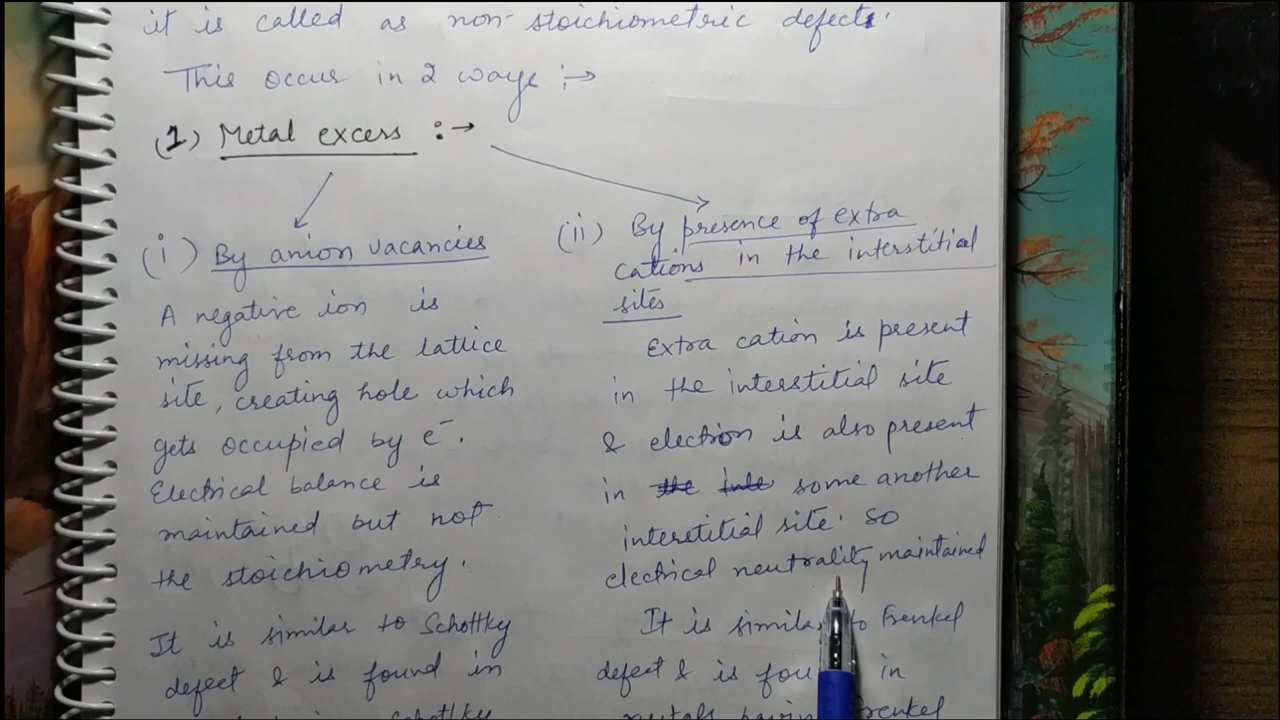 it is called as non-stoichiometric defects.
This occur in 2 ways :→
(1) Metal excess :→
(i) By anion vacancies
A negative ion is
missing from the lattice
site, creating hole which
gets occupied by e⁻.
Electrical balance is
maintained but not
the stoichiometry.
It is similar to Schottky
defect & is found in
Schottky
(ii) By presence of extra
cations in the interstitial
sites
Extra cation is present
in the interstitial site
& election is also present
in some another
interstitial site. So
electrical neutrality maintained
It is similar to Frenkel
defect & is fou in
Frenkel